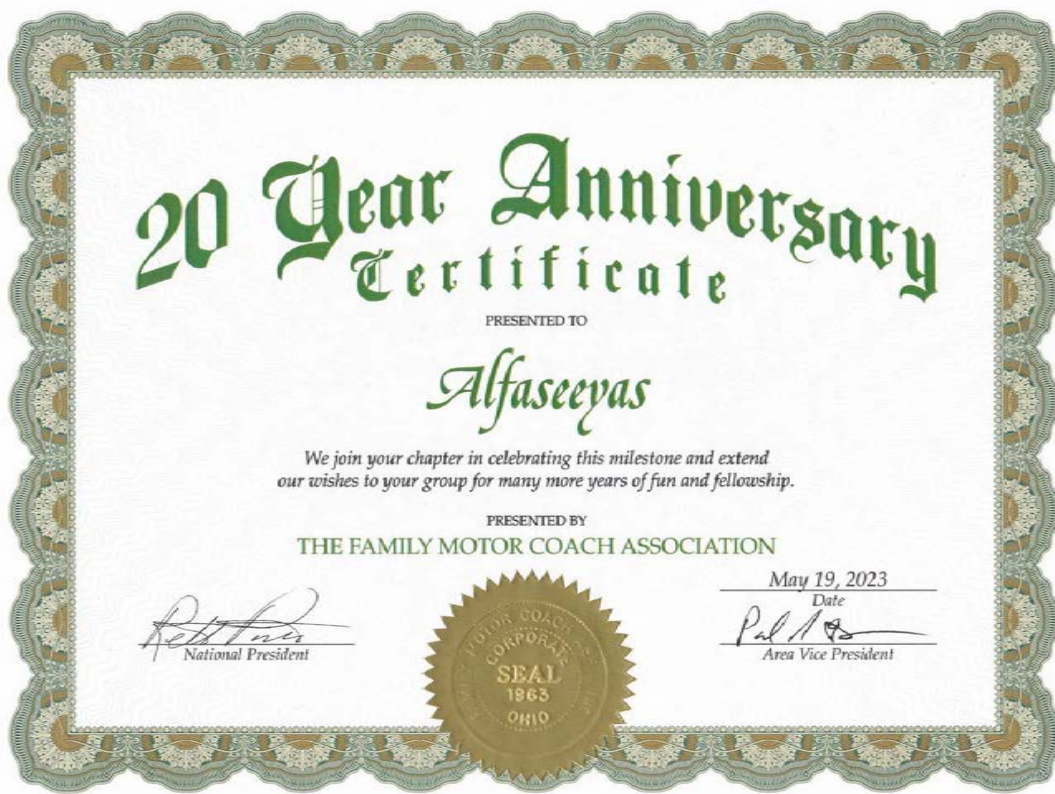 20 Year Anniversary
Certificate
PRESENTED TO
Alfaseeyas
We join your chapter in celebrating this milestone and extend
our wishes to your group for many more years of fun and fellowship.
PRESENTED BY
THE FAMILY MOTOR COACH ASSOCIATION
May 19, 2023
Date
National President
Area Vice President
MOTOR COACH
CORPORATE
SEAL
1963
OHIO